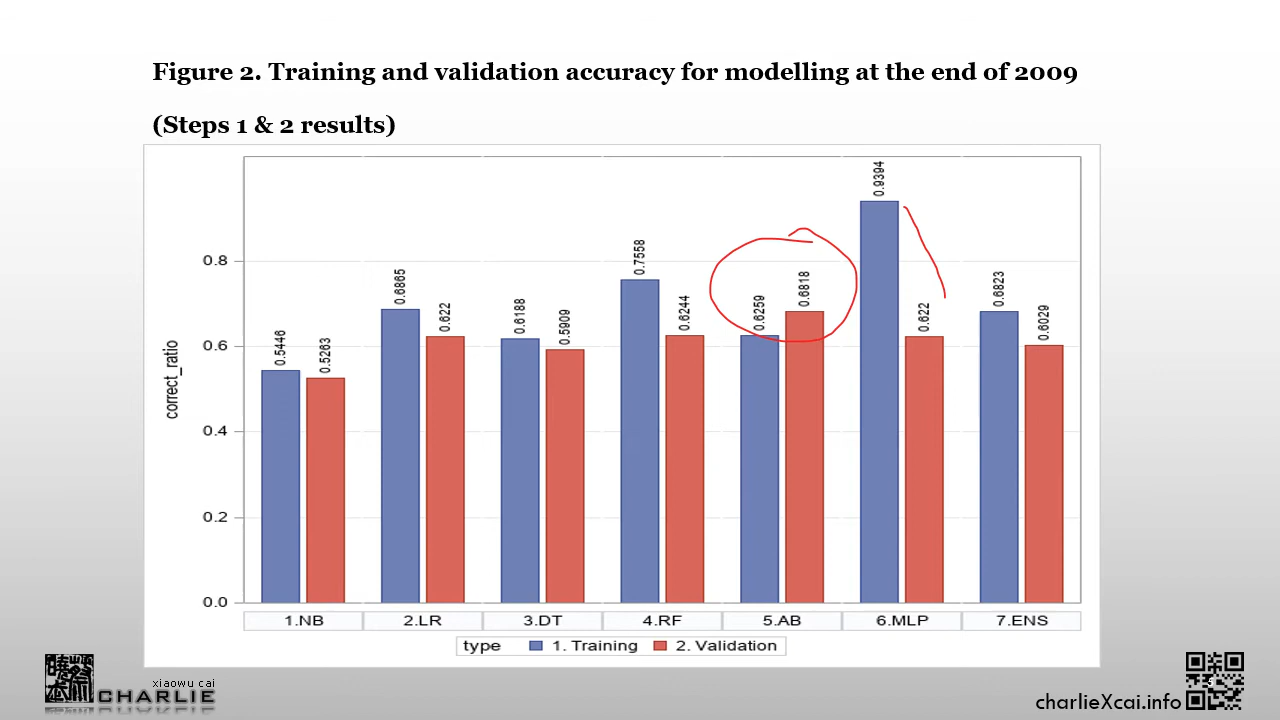 Figure 2. Training and validation accuracy for modelling at the end of 2009
(Steps 1 & 2 results)
correct_ratio
0.8
0.6
0.4
0.2
0.0
0.5446
0.5263
0.6865
0.622
0.6188
0.5909
0.7558
0.6244
0.6259
0.6818
0.9394
0.622
0.6823
0.6029
1.NB
2.LR
3.DT
4.RF
5.AB
6.MLP
7.ENS
type 1. Training 2. Validation
xiaowu cai
CHARLIE
charlieXcai.info